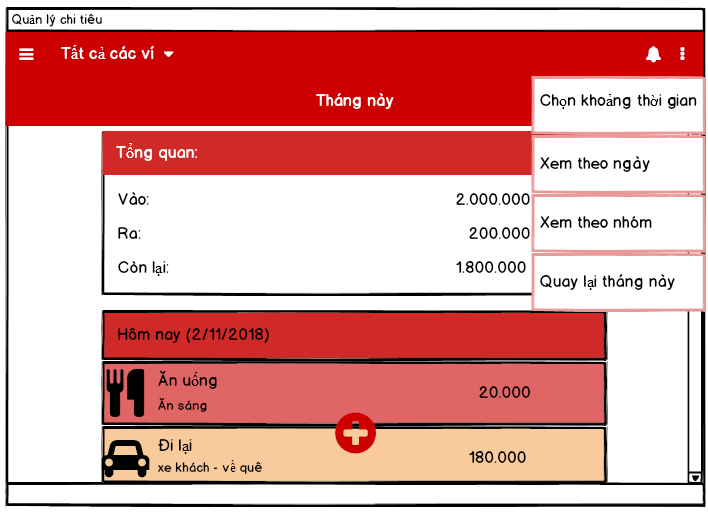 Quản lý chi tiêu
Tất cả các ví
Tháng này
Chọn khoảng thời gian
Xem theo ngày
Xem theo nhóm
Quay lại tháng này
Tổng quan:
Vào: 2.000.000
Ra: 200.000
Còn lại: 1.800.000
Hôm nay (2/11/2018)
Ăn uống
Ăn sáng
20.000
Đi lại
xe khách - về quê
180.000